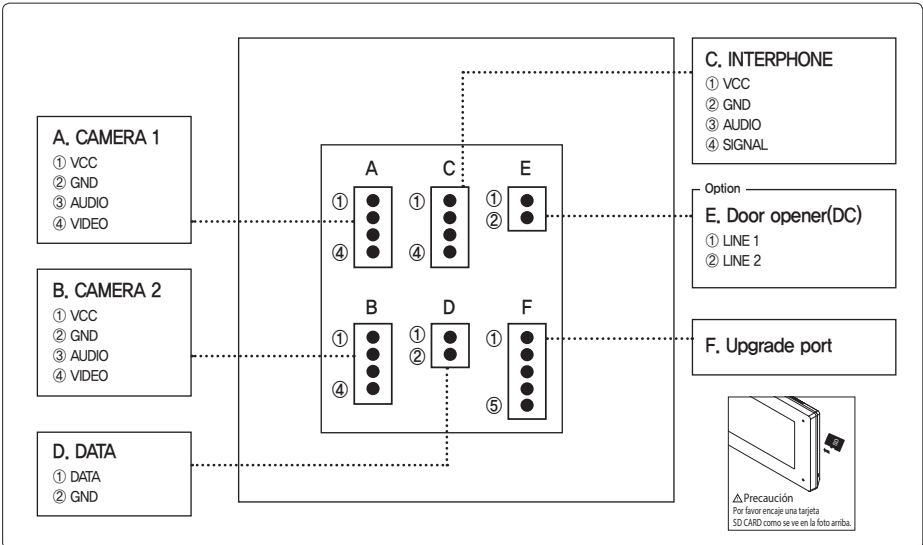 A. CAMERA 1
① VCC
② GND
③ AUDIO
④ VIDEO
B. CAMERA 2
① VCC
② GND
③ AUDIO
④ VIDEO
D. DATA
① DATA
② GND
A
①
④
C
①
④
E
①
②
B
①
④
D
①
②
F
①
⑤
C. INTERPHONE
① VCC
② GND
③ AUDIO
④ SIGNAL
Option
E. Door opener(DC)
① LINE 1
② LINE 2
F. Upgrade port
⚠ Precaución
Por favor encaje una tarjeta
SD CARD como se ve en la foto arriba.